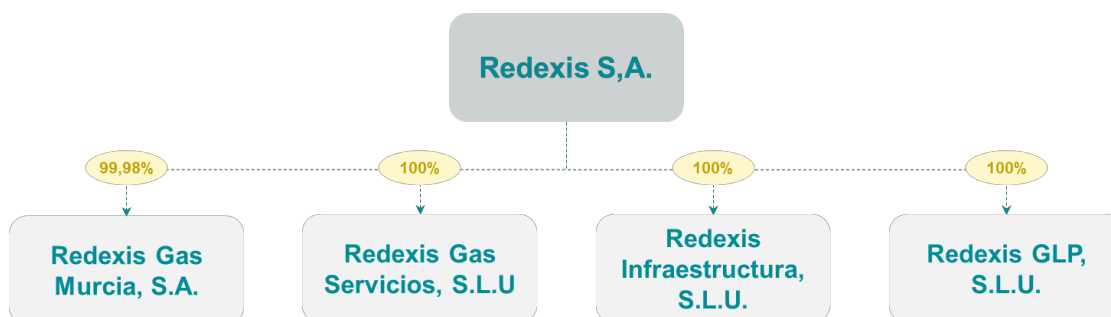 Redexis S,A.
99,98%
100%
100%
100%
Redexis Gas
Murcia, S.A.
Redexis Gas
Servicios, S.L.U
Redexis
Infraestructura,
S.L.U.
Redexis GLP,
S.L.U.